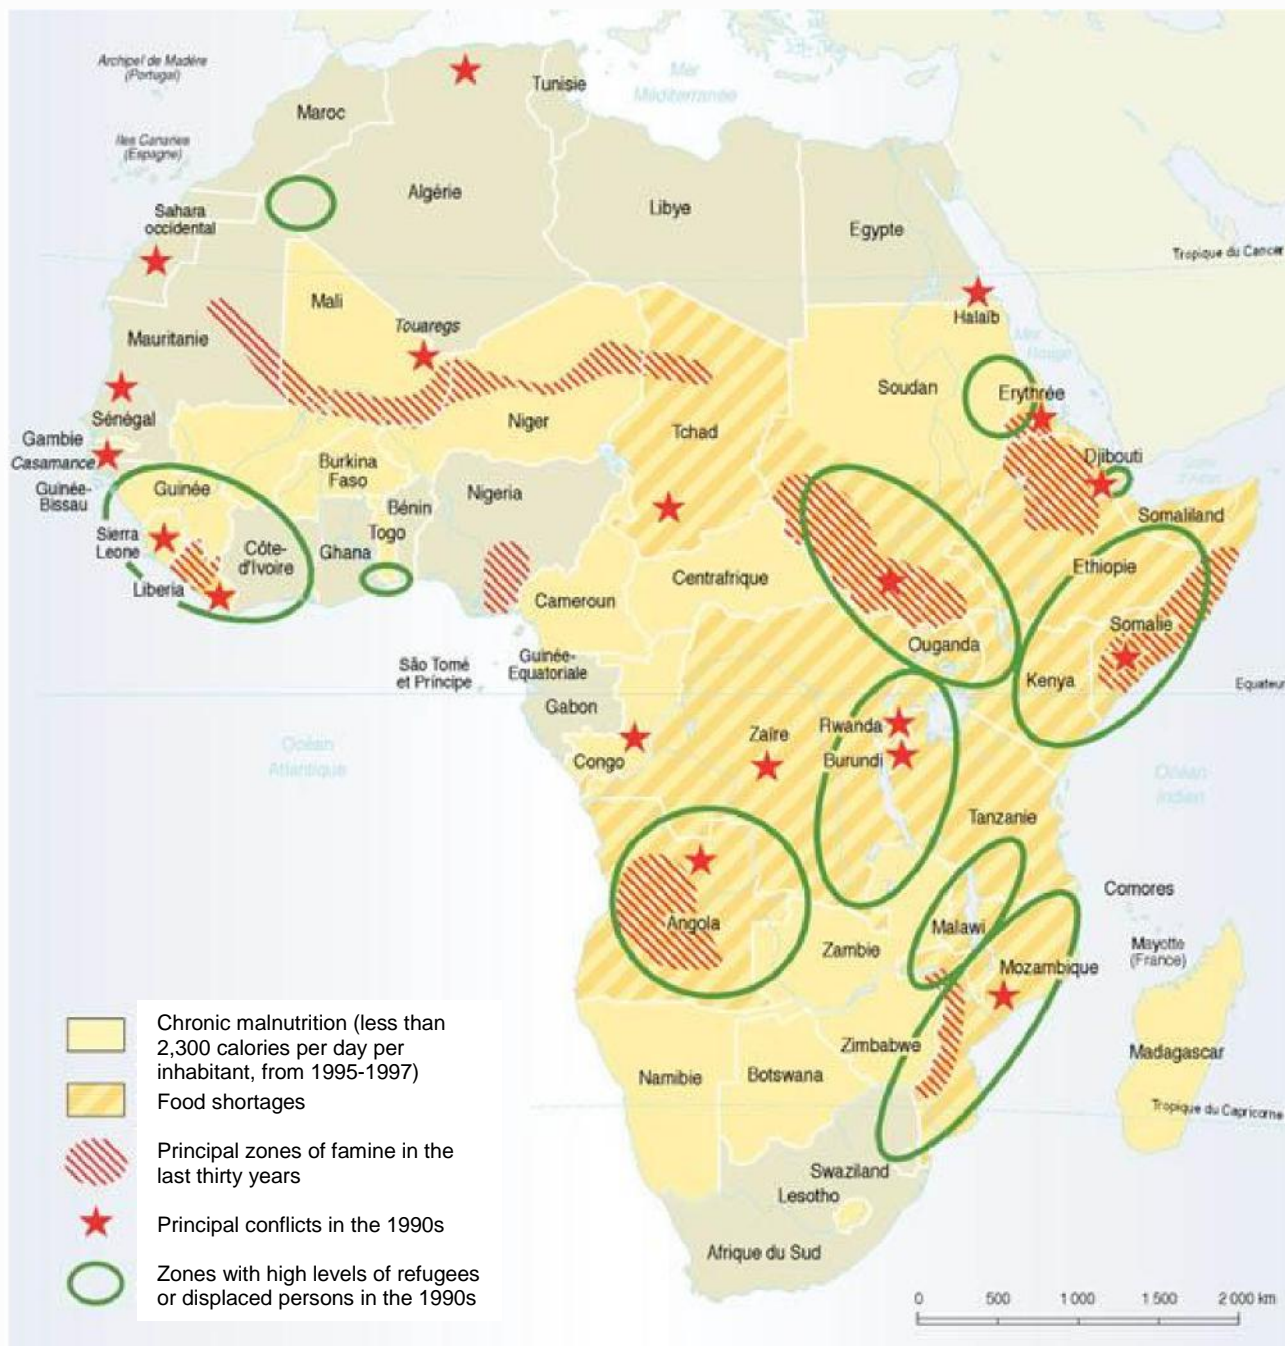 Archipel de Madère
(Portugal)
Mer
Méditerranée
Tunisie
Maroc
Iles Canaries
(Espagne)
Algérie
Libye
Egypte
Sahara
occidental
Tropique du Cancer
Mali
Halaïb
Mer
Rouge
Touaregs
Mauritanie
Soudan
Erythrée
Sénégal
Niger
Tchad
Gambie
Casamance
Djibouti
Burkina
Faso
Guinée-
Bissau
Guinée
Nigeria
Bénin
Somaliland
Togo
Sierra
Leone
Côte-
d'Ivoire
Ghana
Centrafrique
Ethiopie
Liberia
Cameroun
Somalie
Ouganda
São Tomé
et Príncipe
Guinée-
Equatoriale
Kenya
Equateur
Gabon
Rwanda
Zaïre
Océan
Atlantique
Congo
Burundi
Océan
Indien
Tanzanie
Comores
Angola
Malawi
Zambie
Mayotte
(France)
Mozambique
Zimbabwe
Madagascar
Namibie
Botswana
Tropique du Capricorne
Swaziland
Lesotho
Afrique du Sud
Chronic malnutrition (less than
2,300 calories per day per
inhabitant, from 1995-1997)
Food shortages
Principal zones of famine in the
last thirty years
Principal conflicts in the 1990s
Zones with high levels of refugees
or displaced persons in the 1990s
0 500 1 000 1 500 2 000 km